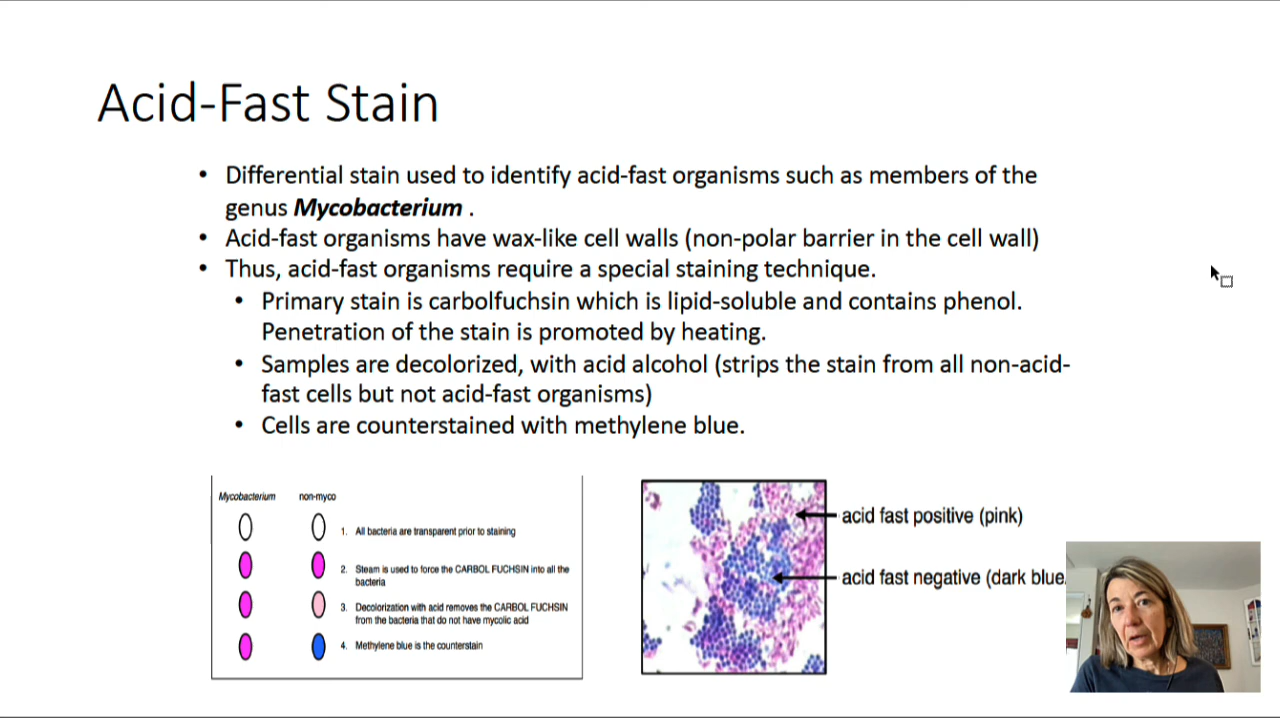 Acid-Fast Stain
• Differential stain used to identify acid-fast organisms such as members of the
genus Mycobacterium .
• Acid-fast organisms have wax-like cell walls (non-polar barrier in the cell wall)
• Thus, acid-fast organisms require a special staining technique.
• Primary stain is carbolfuchsin which is lipid-soluble and contains phenol.
Penetration of the stain is promoted by heating.
• Samples are decolorized, with acid alcohol (strips the stain from all non-acid-
fast cells but not acid-fast organisms)
• Cells are counterstained with methylene blue.
Mycobacterium non-myco
1. All bacteria are transparent prior to staining
2. Steam is used to force the CARBOL FUCHSIN into all the
bacteria
3. Decolorization with acid removes the CARBOL FUCHSIN
from the bacteria that do not have mycolic acid
4. Methylene blue is the counterstain
acid fast positive (pink)
acid fast negative (dark blue